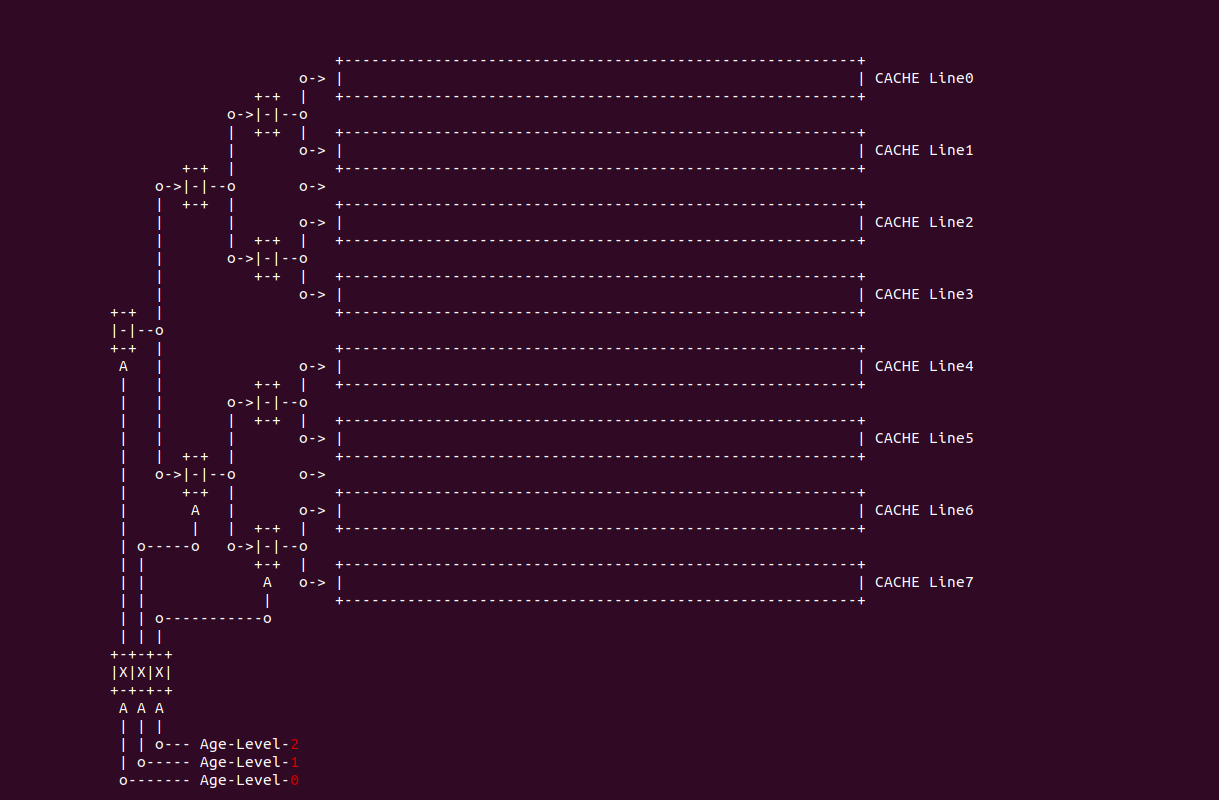 CACHE Line0
CACHE Line1
CACHE Line2
CACHE Line3
A
CACHE Line4
CACHE Line5
A
CACHE Line6
A
CACHE Line7
|X|X|X|
A A A
Age-Level-2
Age-Level-1
Age-Level-0